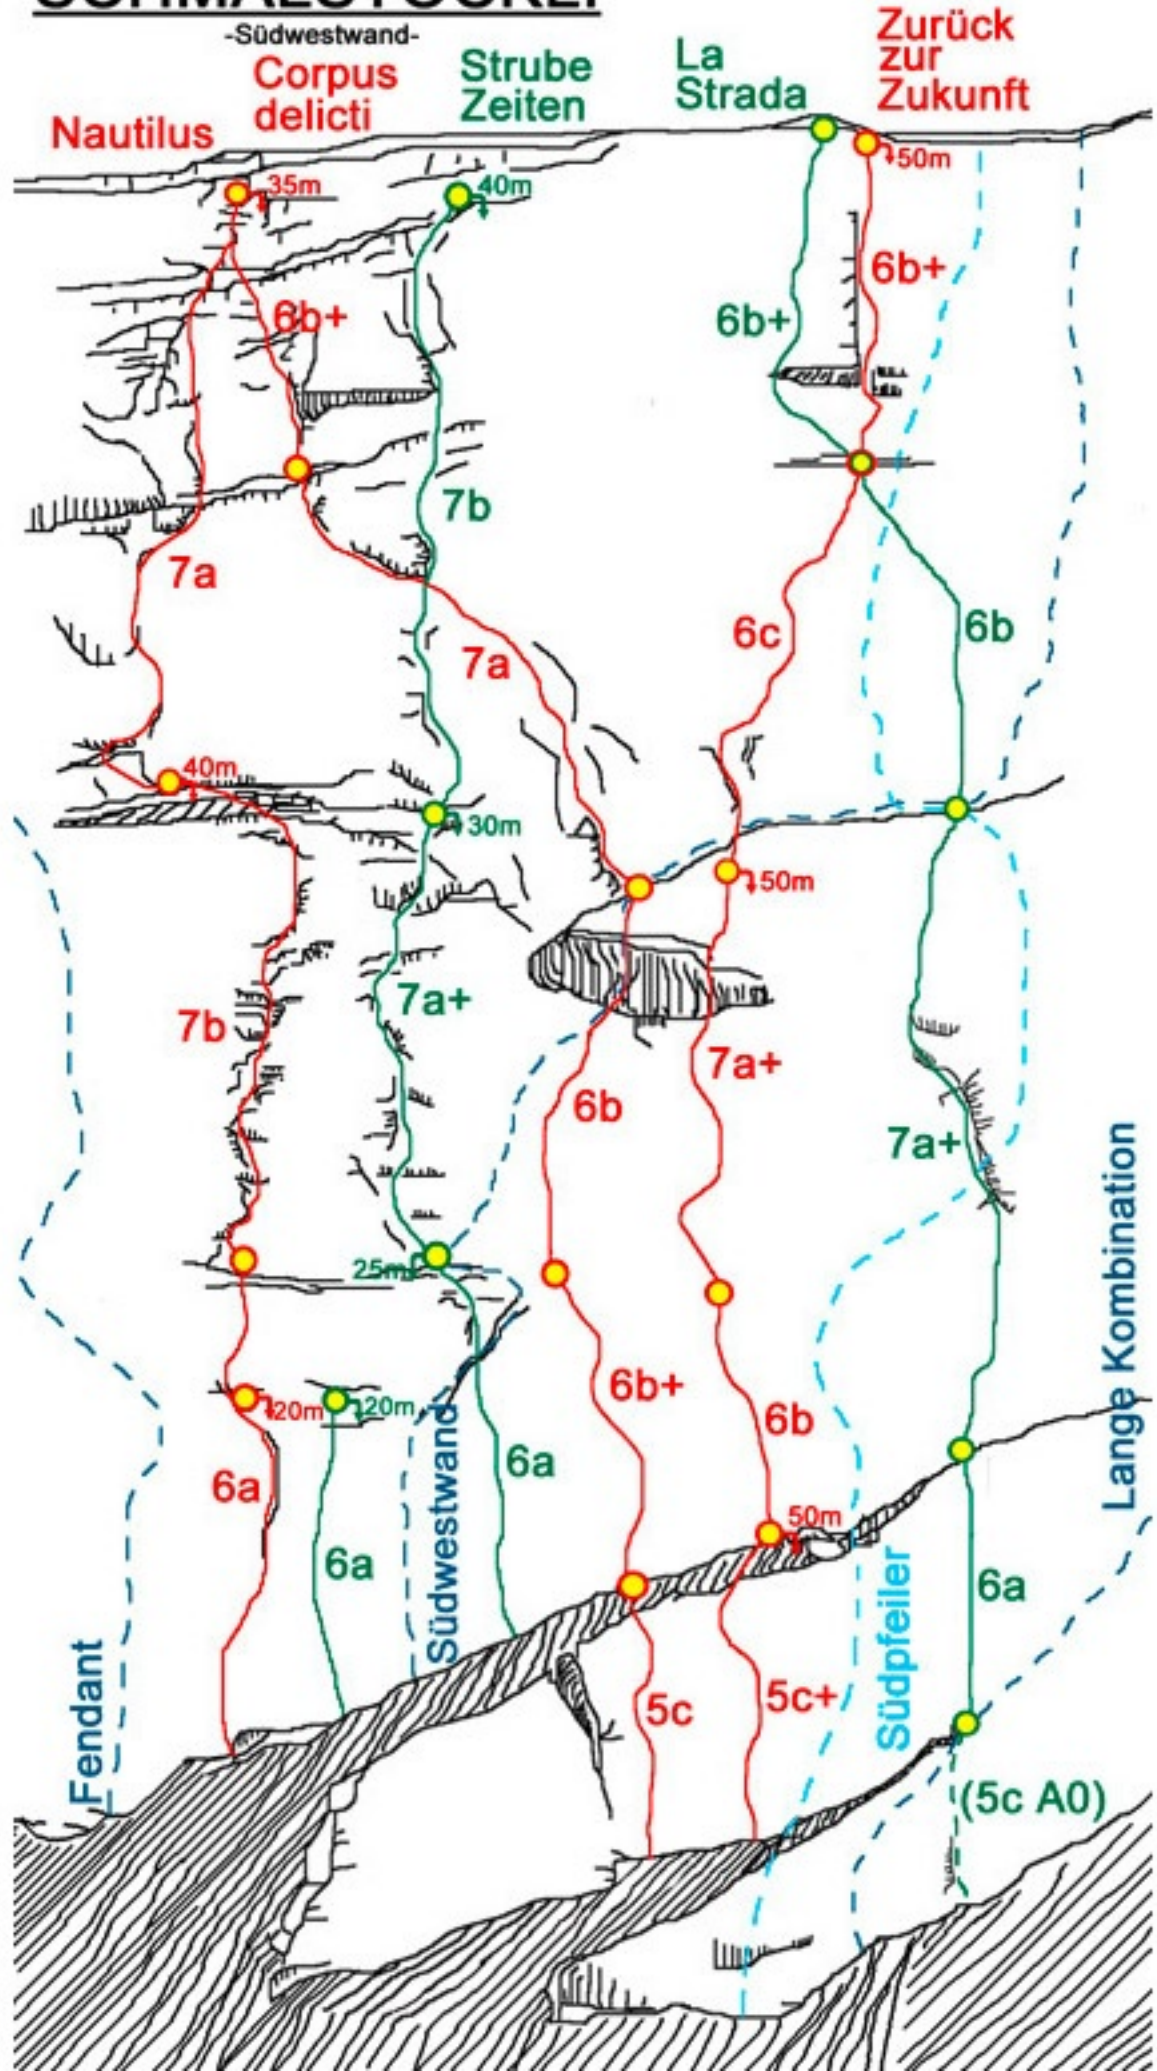 SCHMALSTÖCKLI
-Südwestwand-
Nautilus
Corpus
delicti
Strube
Zeiten
La
Strada
Zurück
zur
Zukunft
35m
40m
50m
6b+
6b+
6b+
7b
7a
7a
6c
6b
40m
30m
50m
7b
7a+
6b
7a+
7a+
25m
20m
20m
6b+
6b
6a
6a
6a
50m
6a
Südwestwand
Lange Kombination
Südpfeiler
Fendant
5c
5c+
(5c A0)